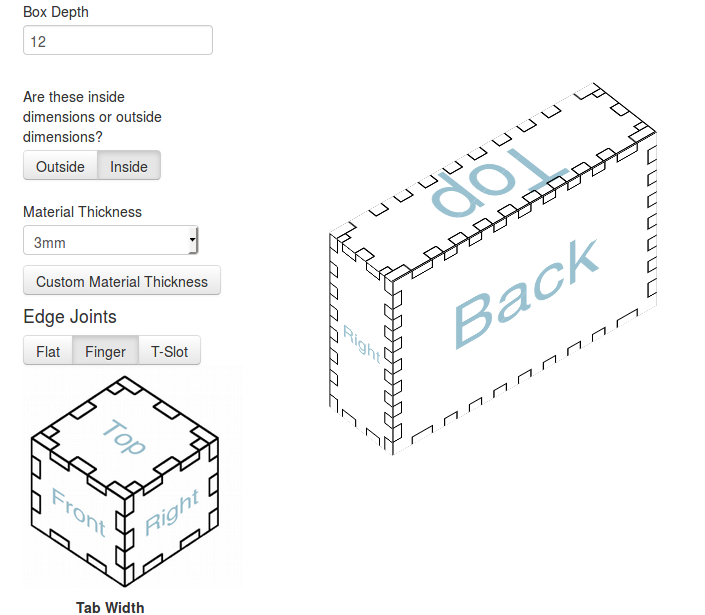 Box Depth
12
Are these inside
dimensions or outside
dimensions?
Outside Inside
Material Thickness
3mm
Custom Material Thickness
Edge Joints
Flat Finger T-Slot
Top
Front Right
Tab Width
Top
Back
Right